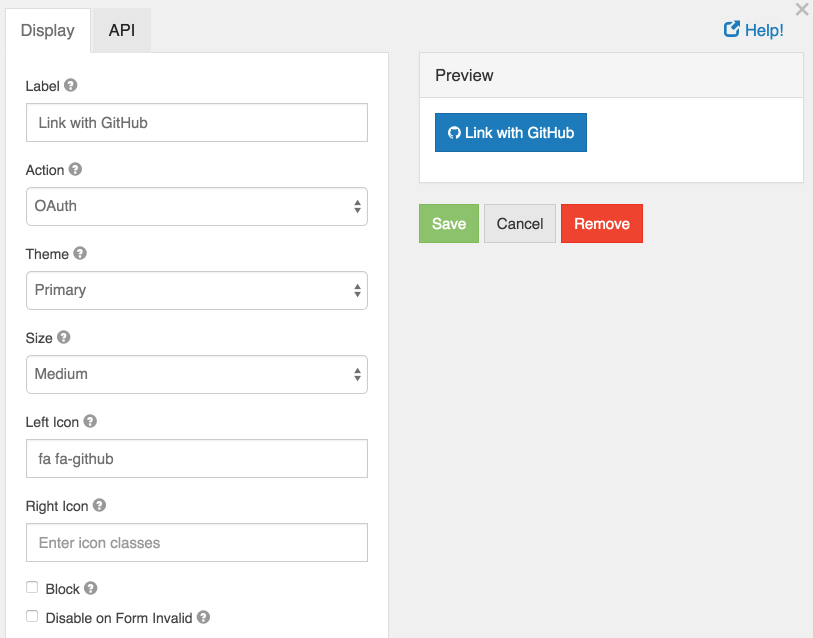 Display
API
Label
Link with GitHub
Action
OAuth
Theme
Primary
Size
Medium
Left Icon
fa fa-github
Right Icon
Enter icon classes
Block
Disable on Form Invalid
Help!
Preview
Link with GitHub
Save
Cancel
Remove